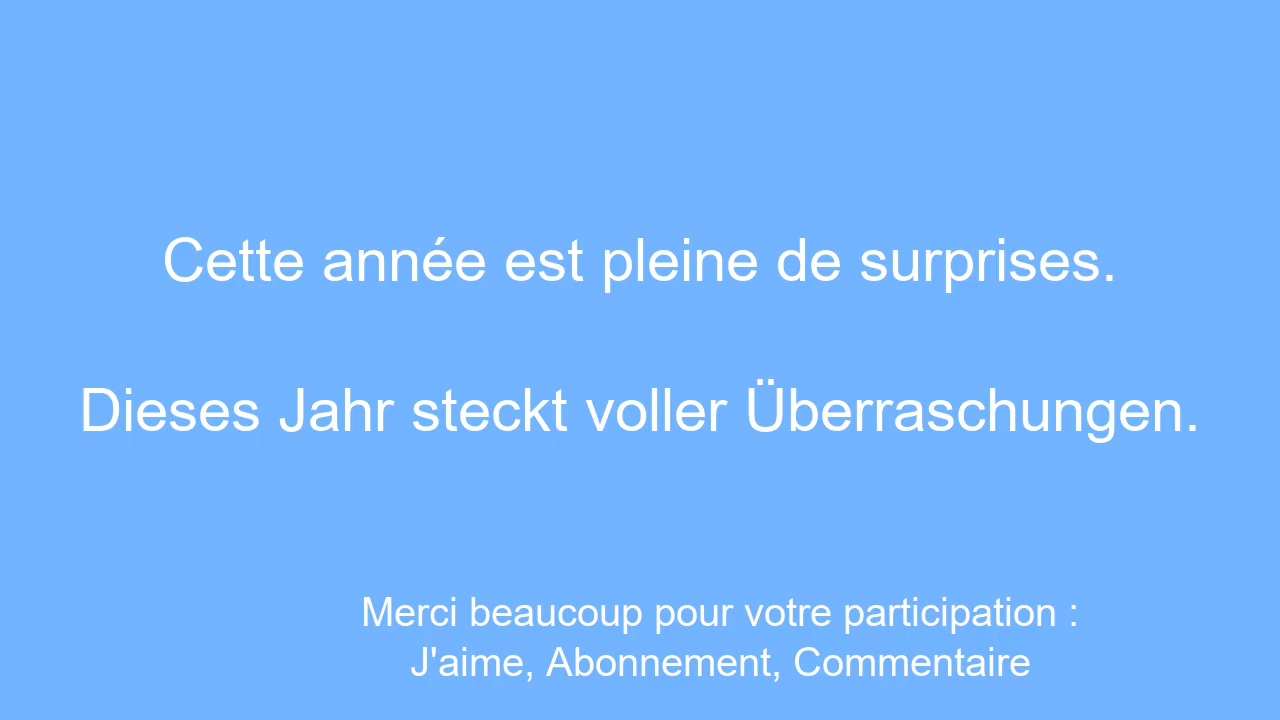 Cette année est pleine de surprises.
Dieses Jahr steckt voller Überraschungen.
Merci beaucoup pour votre participation :
J'aime, Abonnement, Commentaire